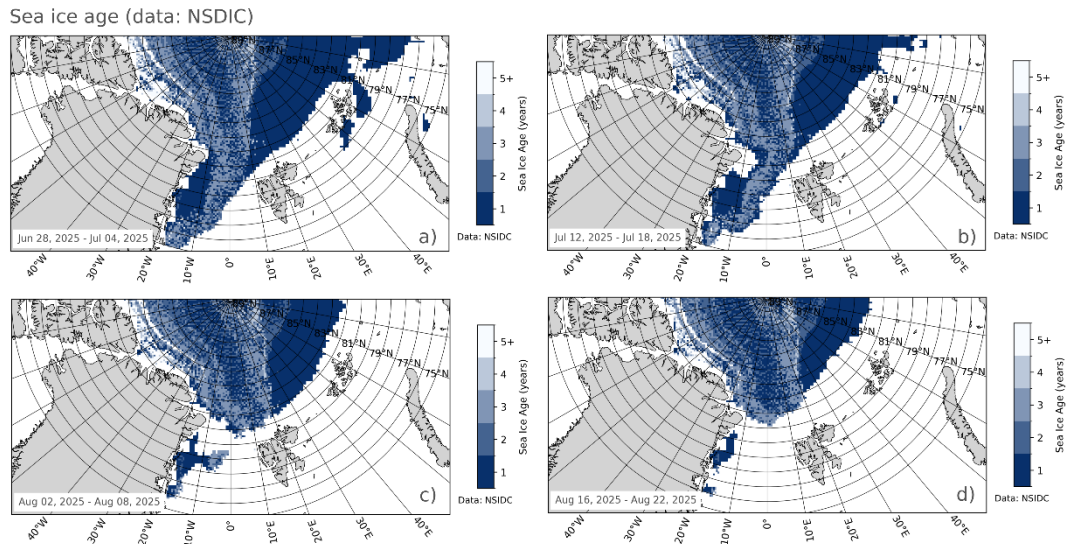 Sea ice age (data: NSDIC)
85°N
83°N
79°N
77°N
75°N
5+
4
3
2
1
Sea Ice Age (years)
Data: NSIDC
Jun 28, 2025 - Jul 04, 2025
a)
40°W
30°W
20°W
10°W
0
10°E
20°E
30°E
40°E
87°N
85°N
83°N
81°N
79°N
77°N
75°N
5+
4
3
2
1
Sea Ice Age (years)
Data: NSIDC
Jul 12, 2025 - Jul 18, 2025
b)
40°W
30°W
20°W
10°W
0
10°E
20°E
30°E
40°E
87°N
85°N
83°N
81°N
79°N
77°N
75°N
5+
4
3
2
1
Sea Ice Age (years)
Data: NSIDC
Aug 02, 2025 - Aug 08, 2025
c)
40°W
30°W
20°W
10°W
0
10°E
20°E
30°E
40°E
87°N
85°N
83°N
81°N
79°N
77°N
75°N
5+
4
3
2
1
Sea Ice Age (years)
Data: NSIDC
Aug 16, 2025 - Aug 22, 2025
d)
40°W
30°W
20°W
10°W
0
10°E
20°E
30°E
40°E